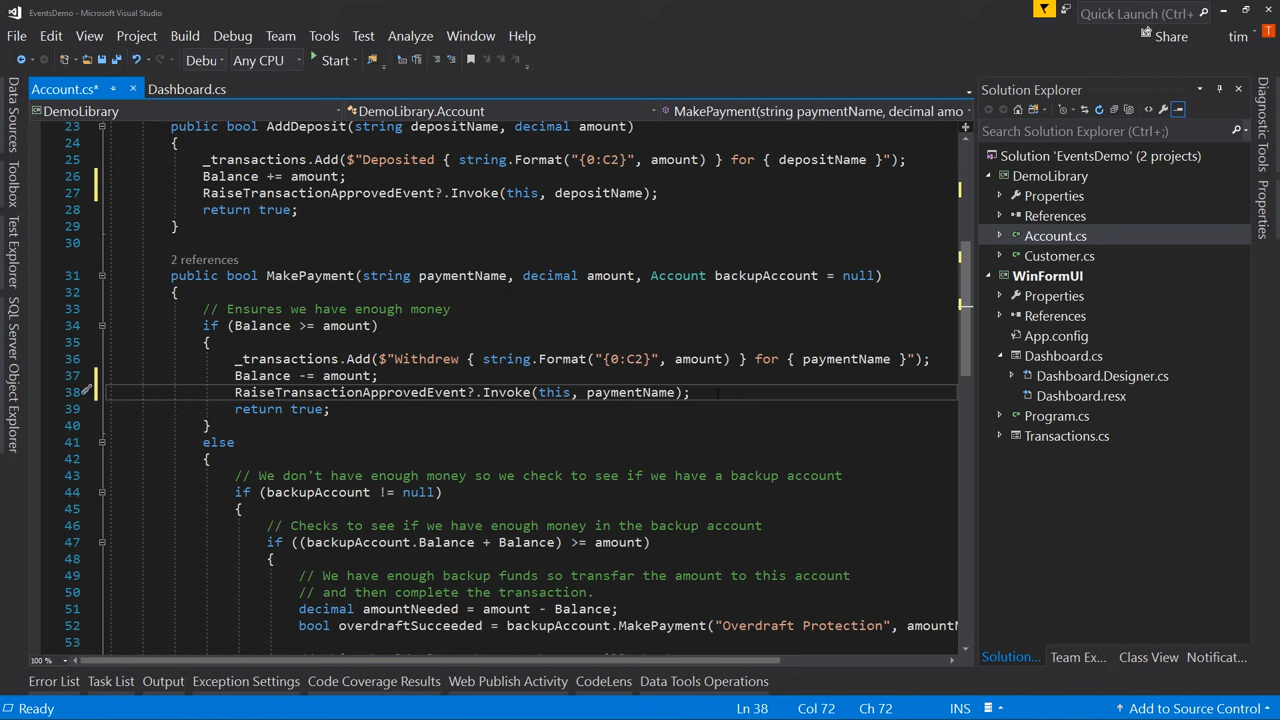 EventsDemo - Microsoft Visual Studio
Quick Launch (Ctrl+
File Edit View Project Build Debug Team Tools Test Analyze Window Help
Share tim T
Debu Any CPU Start
Account.cs* Dashboard.cs
DemoLibrary DemoLibrary.Account MakePayment(string paymentName, decimal amo
23 public bool AddDeposit(string depositName, decimal amount)
24 {
25 _transactions.Add($"Deposited { string.Format("{0:C2}", amount) } for { depositName }");
26 Balance += amount;
27 RaiseTransactionApprovedEvent?.Invoke(this, depositName);
28 return true;
29 }
30
2 references
31 public bool MakePayment(string paymentName, decimal amount, Account backupAccount = null)
32 {
33 // Ensures we have enough money
34 if (Balance >= amount)
35 {
36 _transactions.Add($"Withdrew { string.Format("{0:C2}", amount) } for { paymentName }");
37 Balance -= amount;
38 RaiseTransactionApprovedEvent?.Invoke(this, paymentName);
39 return true;
40 }
41 else
42 {
43 // We don't have enough money so we check to see if we have a backup account
44 if (backupAccount != null)
45 {
46 // Checks to see if we have enough money in the backup account
47 if ((backupAccount.Balance + Balance) >= amount)
48 {
49 // We have enough backup funds so transfar the amount to this account
50 // and then complete the transaction.
51 decimal amountNeeded = amount - Balance;
52 bool overdraftSucceeded = backupAccount.MakePayment("Overdraft Protection", amountN
53
100 %
Data Sources
Toolbox
Test Explorer
SQL Server Object Explorer
Solution Explorer
Search Solution Explorer (Ctrl+;)
Solution 'EventsDemo' (2 projects)
DemoLibrary
Properties
References
Account.cs
Customer.cs
WinFormUI
Properties
References
App.config
Dashboard.cs
Dashboard.Designer.cs
Dashboard.resx
Program.cs
Transactions.cs
Solution... Team Ex... Class View Notificat...
Diagnostic Tools
Properties
Error List Task List Output Exception Settings Code Coverage Results Web Publish Activity CodeLens Data Tools Operations
Ready Ln 38 Col 72 Ch 72 INS Add to Source Control